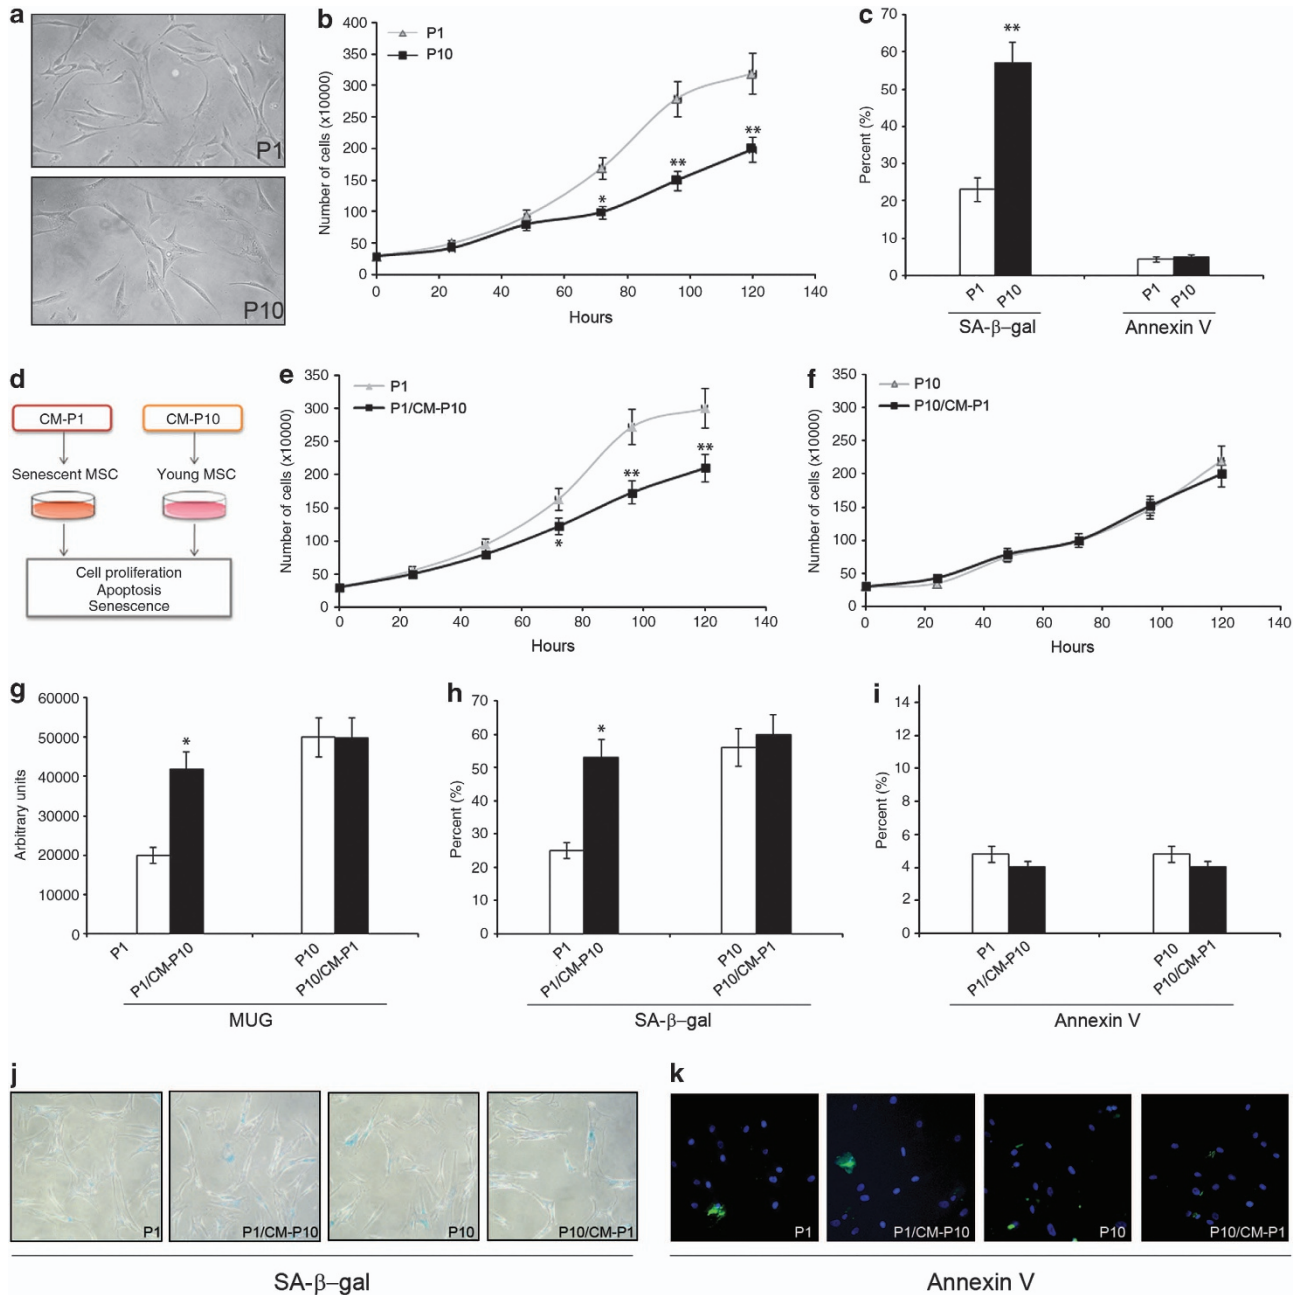 a
P1
P10
b
Number of cells (x10000)
400
350
300
250
200
150
100
50
0
P1
P10
*
**
**
0 20 40 60 80 100 120 140
Hours
c
Percent (%)
70
60
50
40
30
20
10
0
**
P1 P10 P1 P10
SA-β–gal Annexin V
d
CM-P1 CM-P10
Senescent MSC Young MSC
Cell proliferation
Apoptosis
Senescence
e
Number of cells (x10000)
350
300
250
200
150
100
50
0
P1
P1/CM-P10
*
**
**
0 20 40 60 80 100 120 140
Hours
f
Number of cells (x10000)
350
300
250
200
150
100
50
0
P10
P10/CM-P1
0 20 40 60 80 100 120 140
Hours
g
Arbitrary units
60000
50000
40000
30000
20000
10000
0
*
P1 P1/CM-P10 P10 P10/CM-P1
MUG
h
Percent (%)
70
60
50
40
30
20
10
0
*
P1 P1/CM-P10 P10 P10/CM-P1
SA-β–gal
i
Percent (%)
14
12
10
8
6
4
2
0
P1 P1/CM-P10 P10 P10/CM-P1
Annexin V
j
P1 P1/CM-P10 P10 P10/CM-P1
SA-β–gal
k
P1 P1/CM-P10 P10 P10/CM-P1
Annexin V